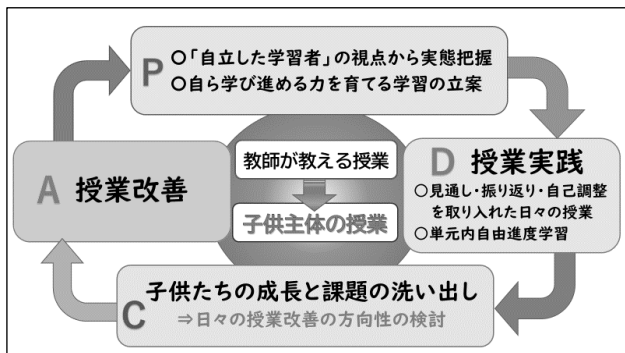 P
○「自立した学習者」の視点から実態把握
○自ら学び進める力を育てる学習の立案
教師が教える授業
子供主体の授業
D 授業実践
○見通し・振り返り・自己調整
を取り入れた日々の授業
○単元内自由進度学習
C
子供たちの成長と課題の洗い出し
⇒日々の授業改善の方向性の検討
A 授業改善